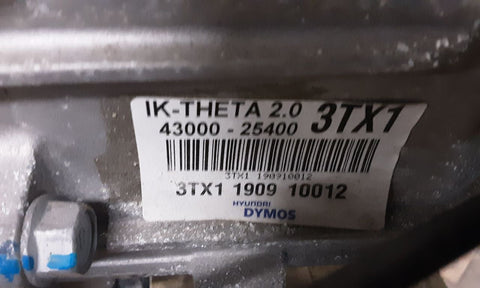 IK-THETA 2.0 3TX1
43000 - 25400
3TX1 190910012
3TX1 1909 10012
HYUNDAI
DYMOS